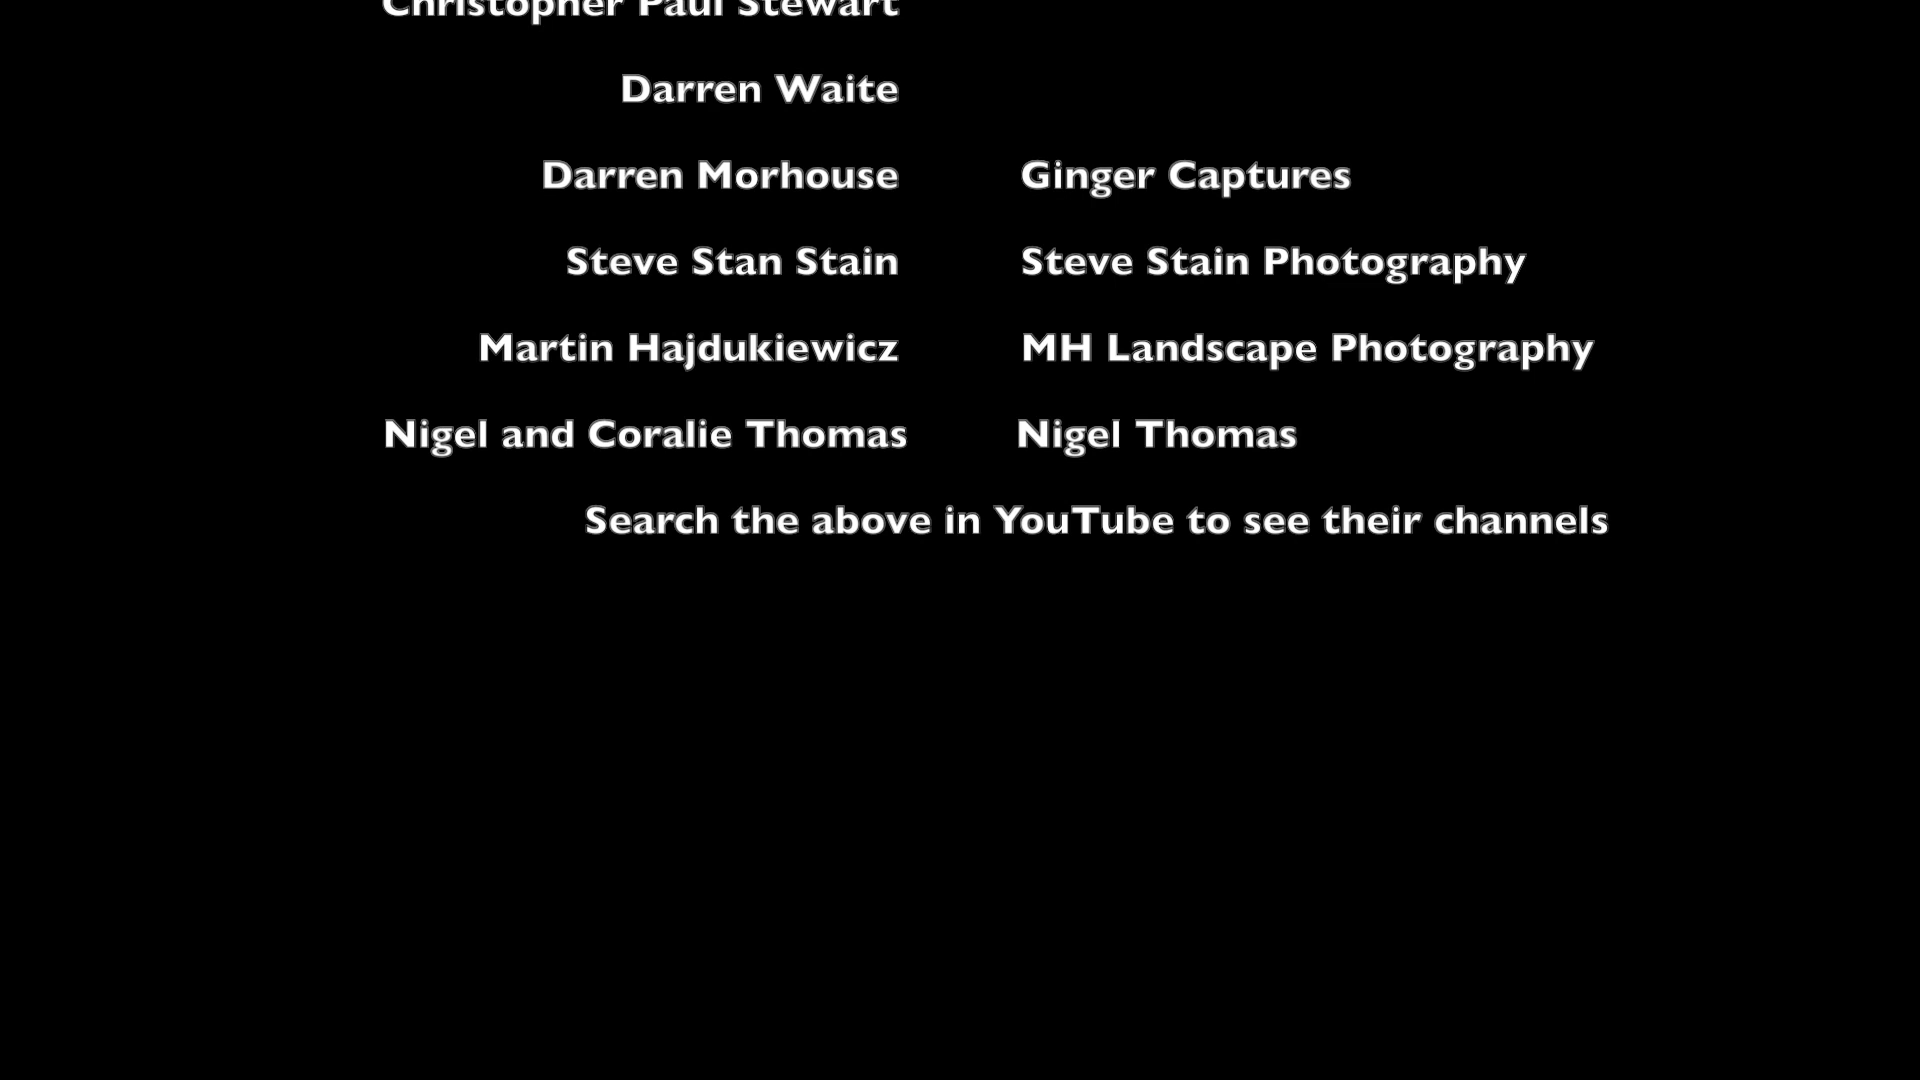 Christopher Paul Stewart
Darren Waite
Darren Morhouse Ginger Captures
Steve Stan Stain Steve Stain Photography
Martin Hajdukiewicz MH Landscape Photography
Nigel and Coralie Thomas Nigel Thomas
Search the above in YouTube to see their channels